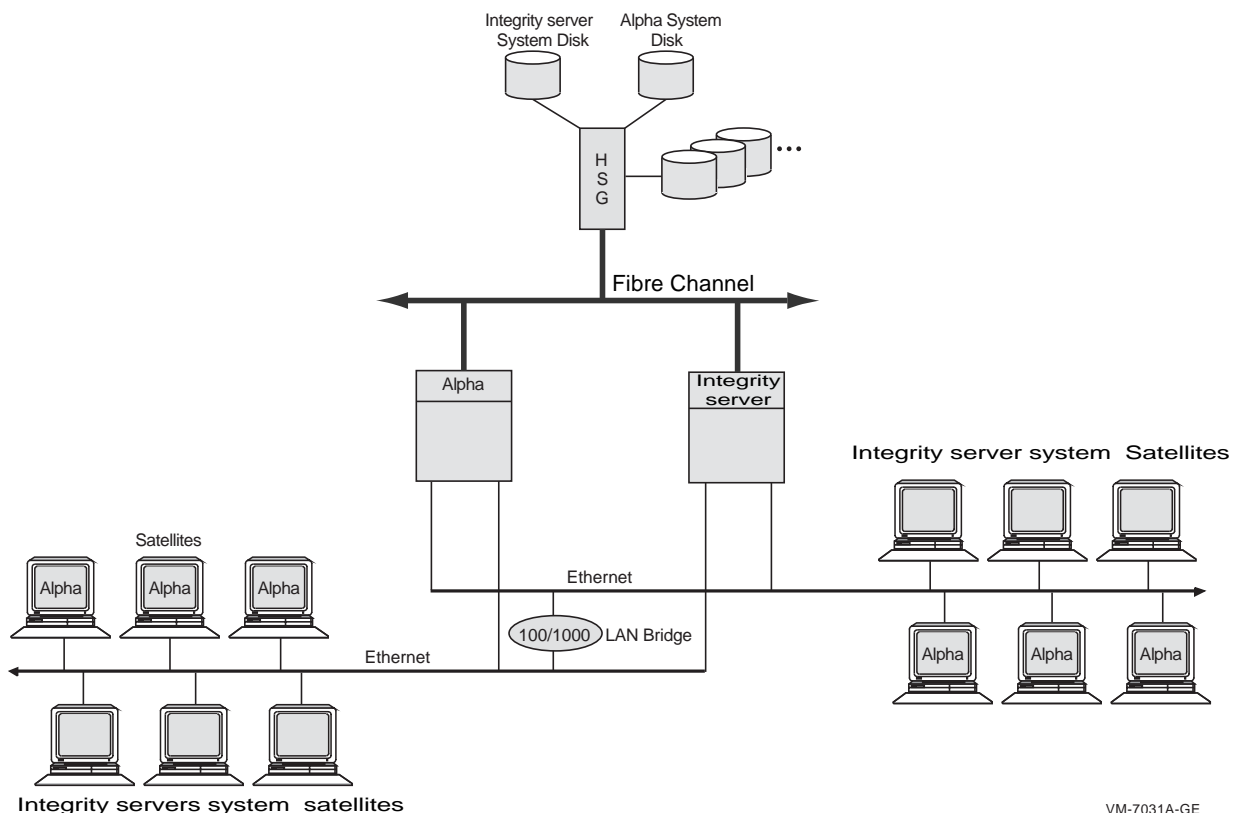 Integrity server
System Disk
Alpha System
Disk
H
S
G
...
Fibre Channel
Alpha
Integrity
server
Integrity server system Satellites
Satellites
Alpha
Alpha
Alpha
Ethernet
100/1000
LAN Bridge
Ethernet
Alpha
Alpha
Alpha
Integrity servers system satellites
VM-7031A-GE